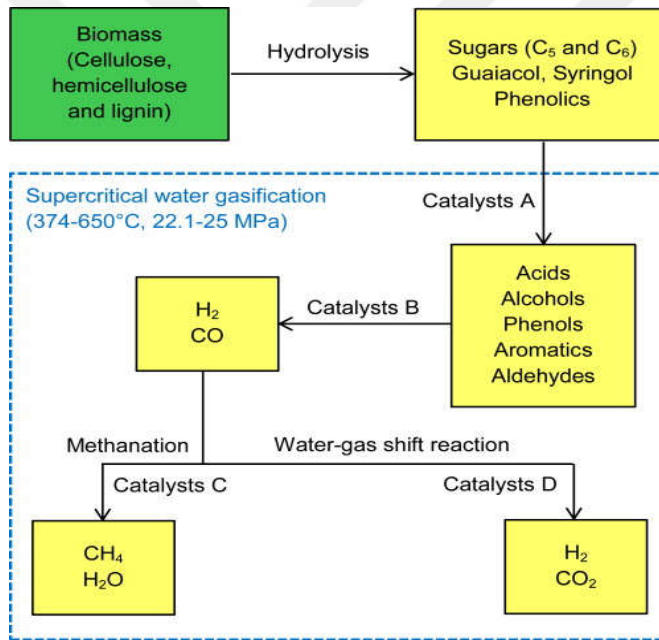 Biomass
(Cellulose,
hemicellulose
and lignin)
Hydrolysis
Sugars (C₅ and C₆)
Guaiacol, Syringol
Phenolics
Supercritical water gasification
(374-650°C, 22.1-25 MPa)
Catalysts A
Acids
Alcohols
Phenols
Aromatics
Aldehydes
Catalysts B
H₂
CO
Methanation
Water-gas shift reaction
Catalysts C
Catalysts D
CH₄
H₂O
H₂
CO₂